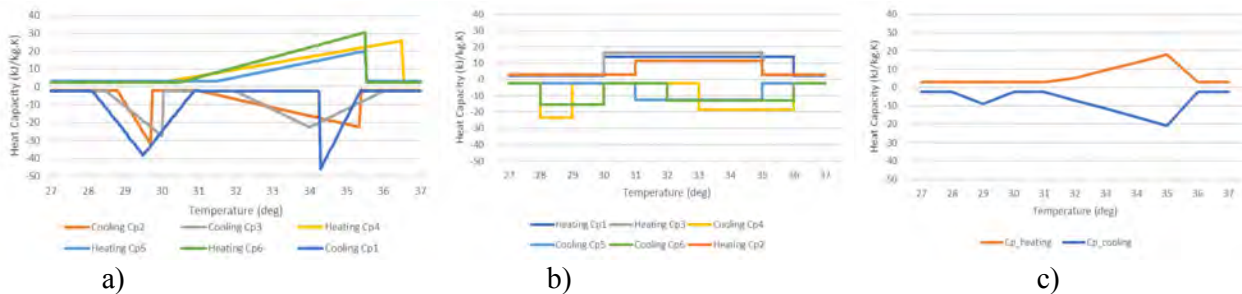 Heat Capacity (kJ/kg.K)
40
30
20
10
0
-10
-20
-30
-40
-50
27 28 29 30 31 32 33 34 35 36 37
Temperature (deg)
Cooling Cp2 Cooling Cp3 Heating Cp4
Heating Cp5 Heating Cp6 Cooling Cp1
a)
Heat Capacity (kJ/kg.K)
40
30
20
10
0
-10
-20
-30
-40
-50
27 28 29 30 31 32 33 34 35 36 37
Temperature (deg)
Heating Cp1 Heating Cp3 Cooling Cp4
Cooling Cp5 Cooling Cp6 Heating Cp2
b)
Heat Capacity (kJ/kg.K)
40
30
20
10
0
-10
-20
-30
-40
-50
27 28 29 30 31 32 33 34 35 36 37
Temperature (deg)
Cp_heating Cp_cooling
c)